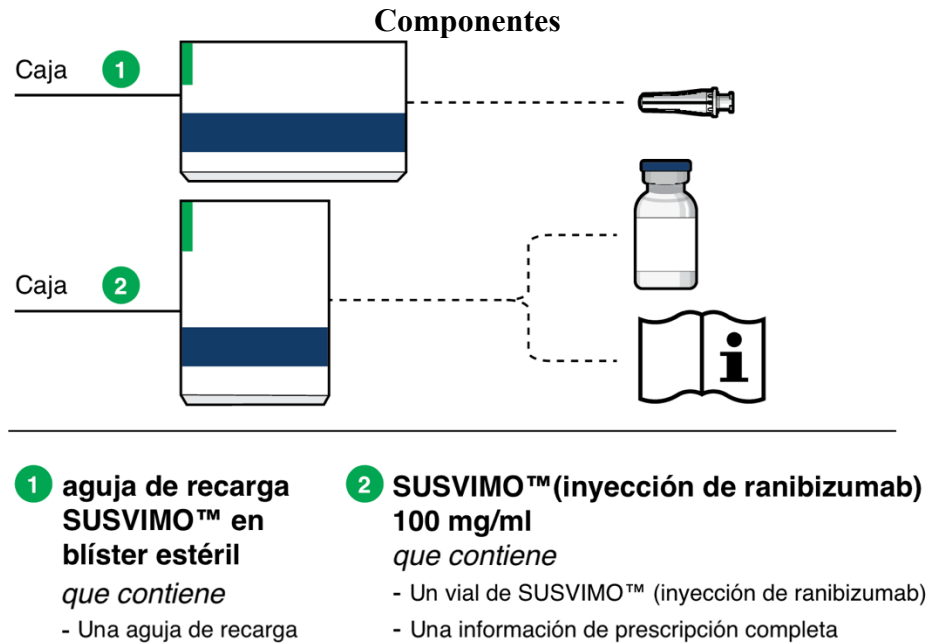 Componentes
Caja 1
Caja 2
1 aguja de recarga
SUSVIMO™ en
blíster estéril
que contiene
- Una aguja de recarga
2 SUSVIMO™(inyección de ranibizumab)
100 mg/ml
que contiene
- Un vial de SUSVIMO™ (inyección de ranibizumab)
- Una información de prescripción completa